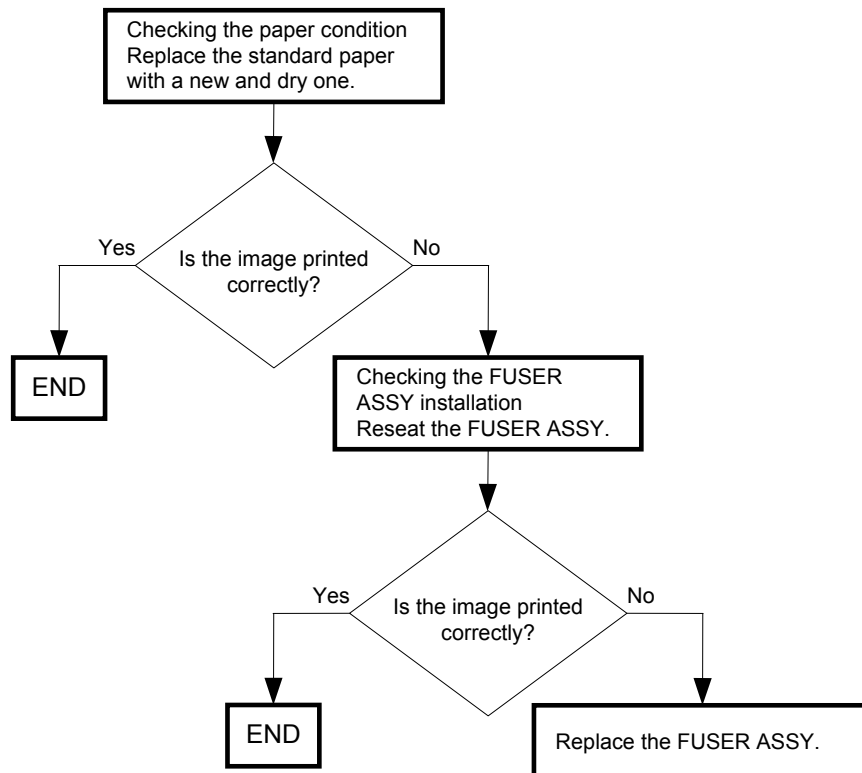 Checking the paper condition
Replace the standard paper
with a new and dry one.
Is the image printed
correctly?
Yes
No
END
Checking the FUSER
ASSY installation
Reseat the FUSER ASSY.
Is the image printed
correctly?
Yes
No
END
Replace the FUSER ASSY.